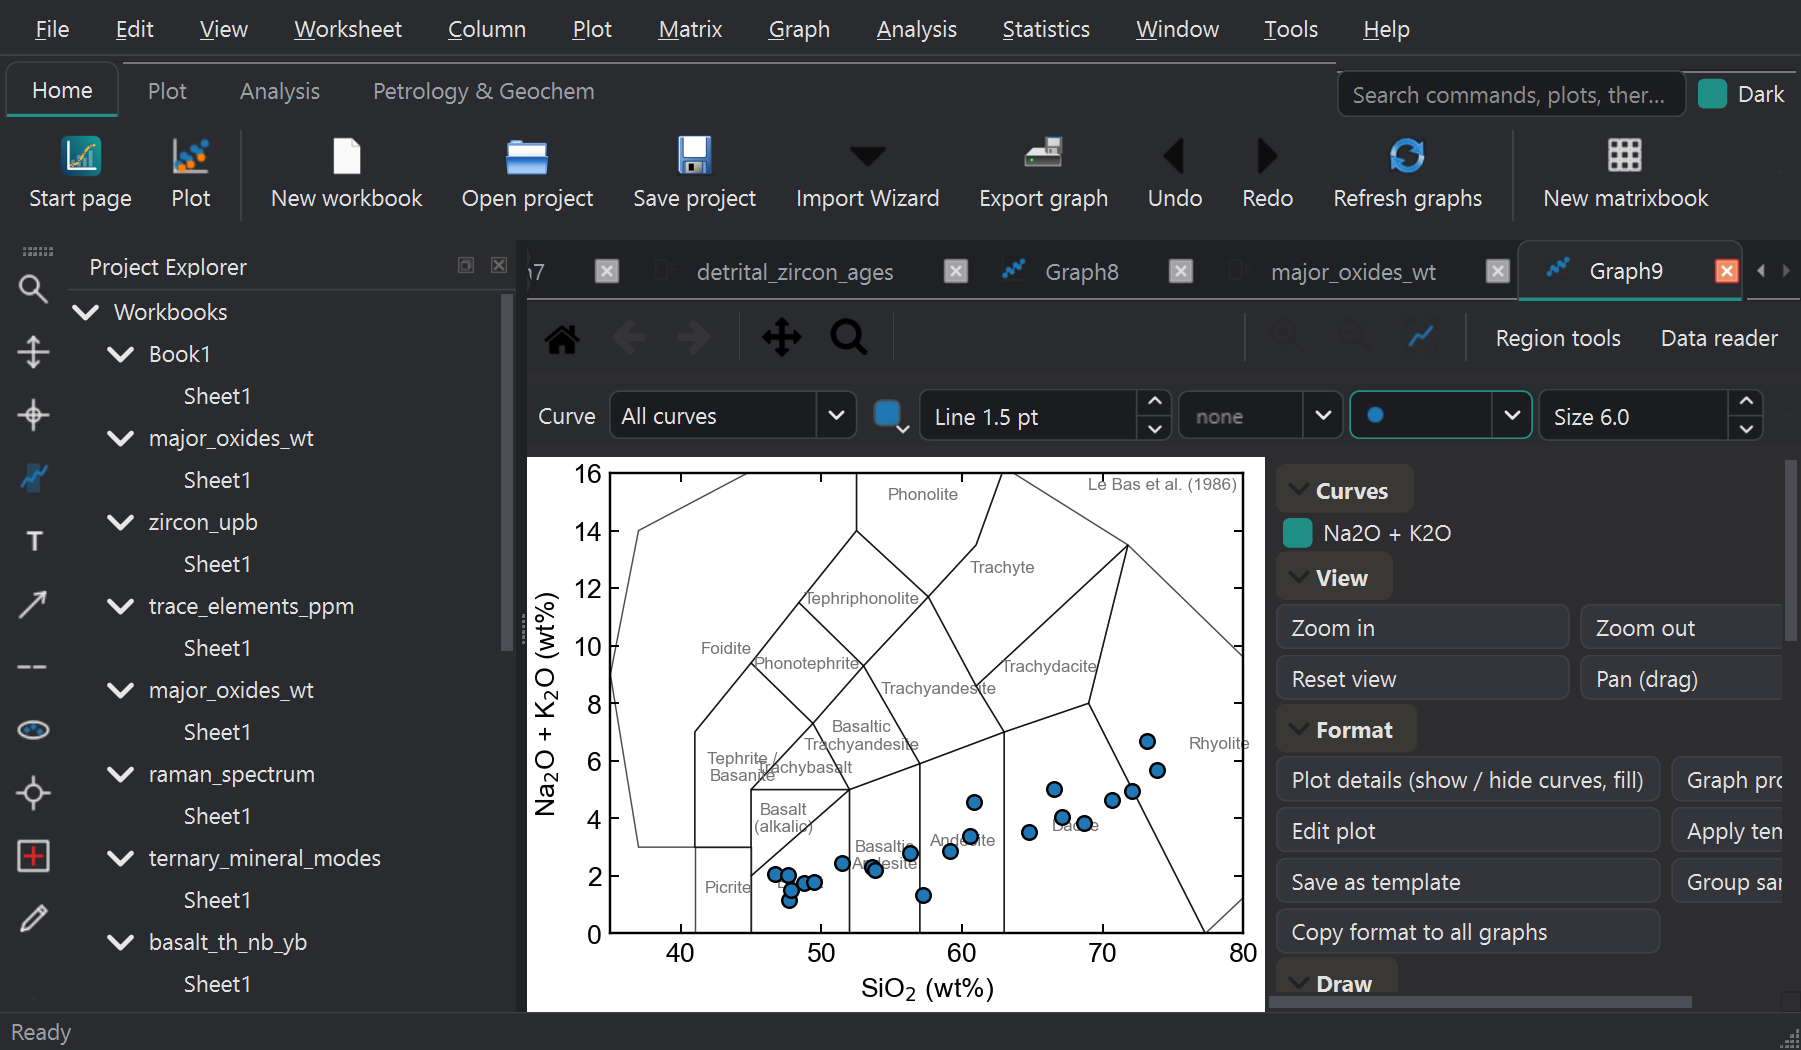 File Edit View Worksheet Column Plot Matrix Graph Analysis Statistics Window Tools Help
Home Plot Analysis Petrology & Geochem Search commands, plots, ther... Dark
Start page Plot New workbook Open project Save project Import Wizard Export graph Undo Redo Refresh graphs New matrixbook
Project Explorer
Workbooks
Book1
Sheet1
major_oxides_wt
Sheet1
zircon_upb
Sheet1
trace_elements_ppm
Sheet1
major_oxides_wt
Sheet1
raman_spectrum
Sheet1
ternary_mineral_modes
Sheet1
basalt_th_nb_yb
Sheet1
detrital_zircon_ages Graph8 major_oxides_wt Graph9
Region tools Data reader
Curve All curves Line 1.5 pt none Size 6.0
Le Bas et al. (1986)
Phonolite
Trachyte
Tephriphonolite
Foidite
Phonotephrite
Trachydacite
Trachyandesite
Basaltic
Trachyandesite
Rhyolite
Tephrite /
Basanite
Trachybasalt
Basalt
(alkalic)
Basaltic
Andesite
Andesite
Dacite
Picrite
16
14
12
10
8
6
4
2
0
40 50 60 70 80
Na₂O + K₂O (wt%)
SiO₂ (wt%)
Curves
Na2O + K2O
View
Zoom in Zoom out
Reset view Pan (drag)
Format
Plot details (show / hide curves, fill) Graph
Edit plot Apply
Save as template Group
Copy format to all graphs
Draw
Ready